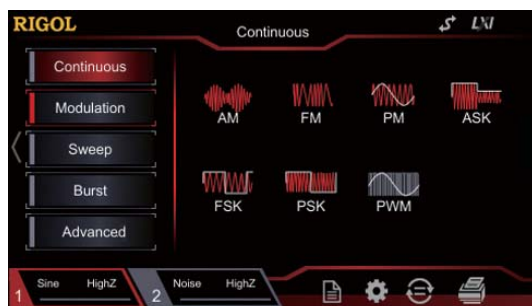 RIGOL
Continuous
LXI
Continuous
Modulation
Sweep
Burst
Advanced
AM
FM
PM
ASK
FSK
PSK
PWM
1
Sine
HighZ
2
Noise
HighZ